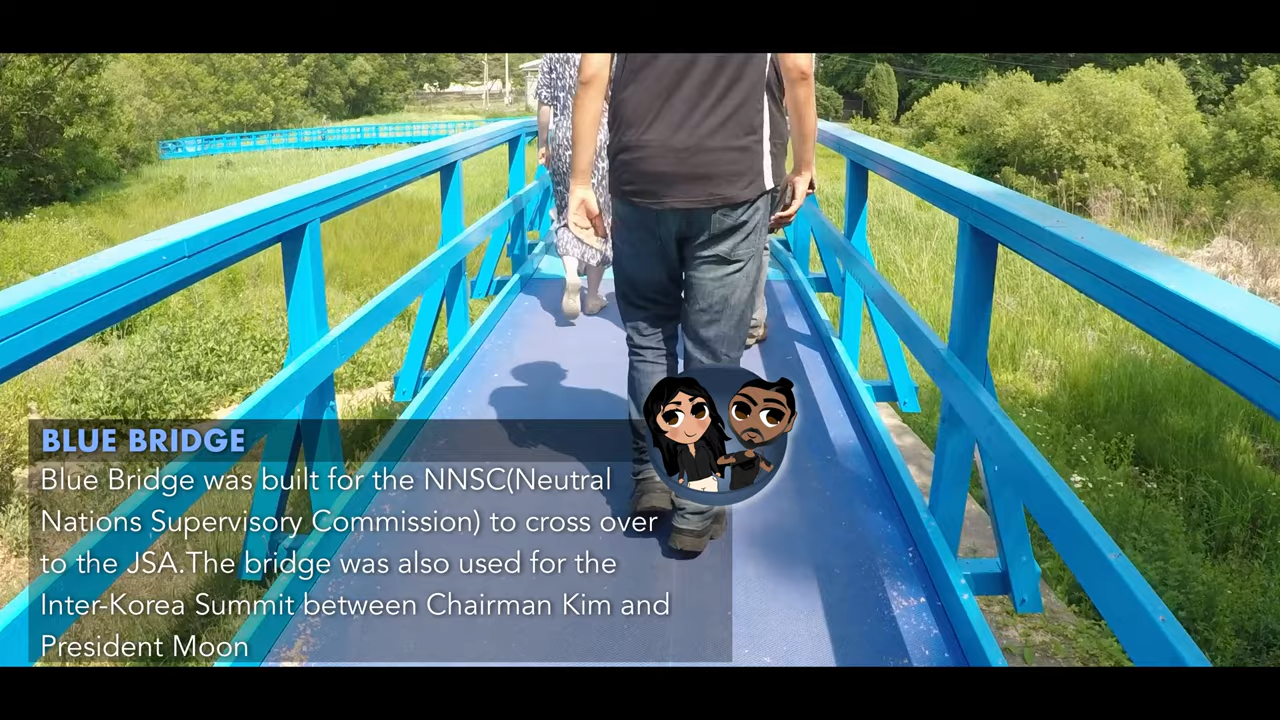 BLUE BRIDGE
Blue Bridge was built for the NNSC(Neutral
Nations Supervisory Commission) to cross over
to the JSA.The bridge was also used for the
Inter-Korea Summit between Chairman Kim and
President Moon